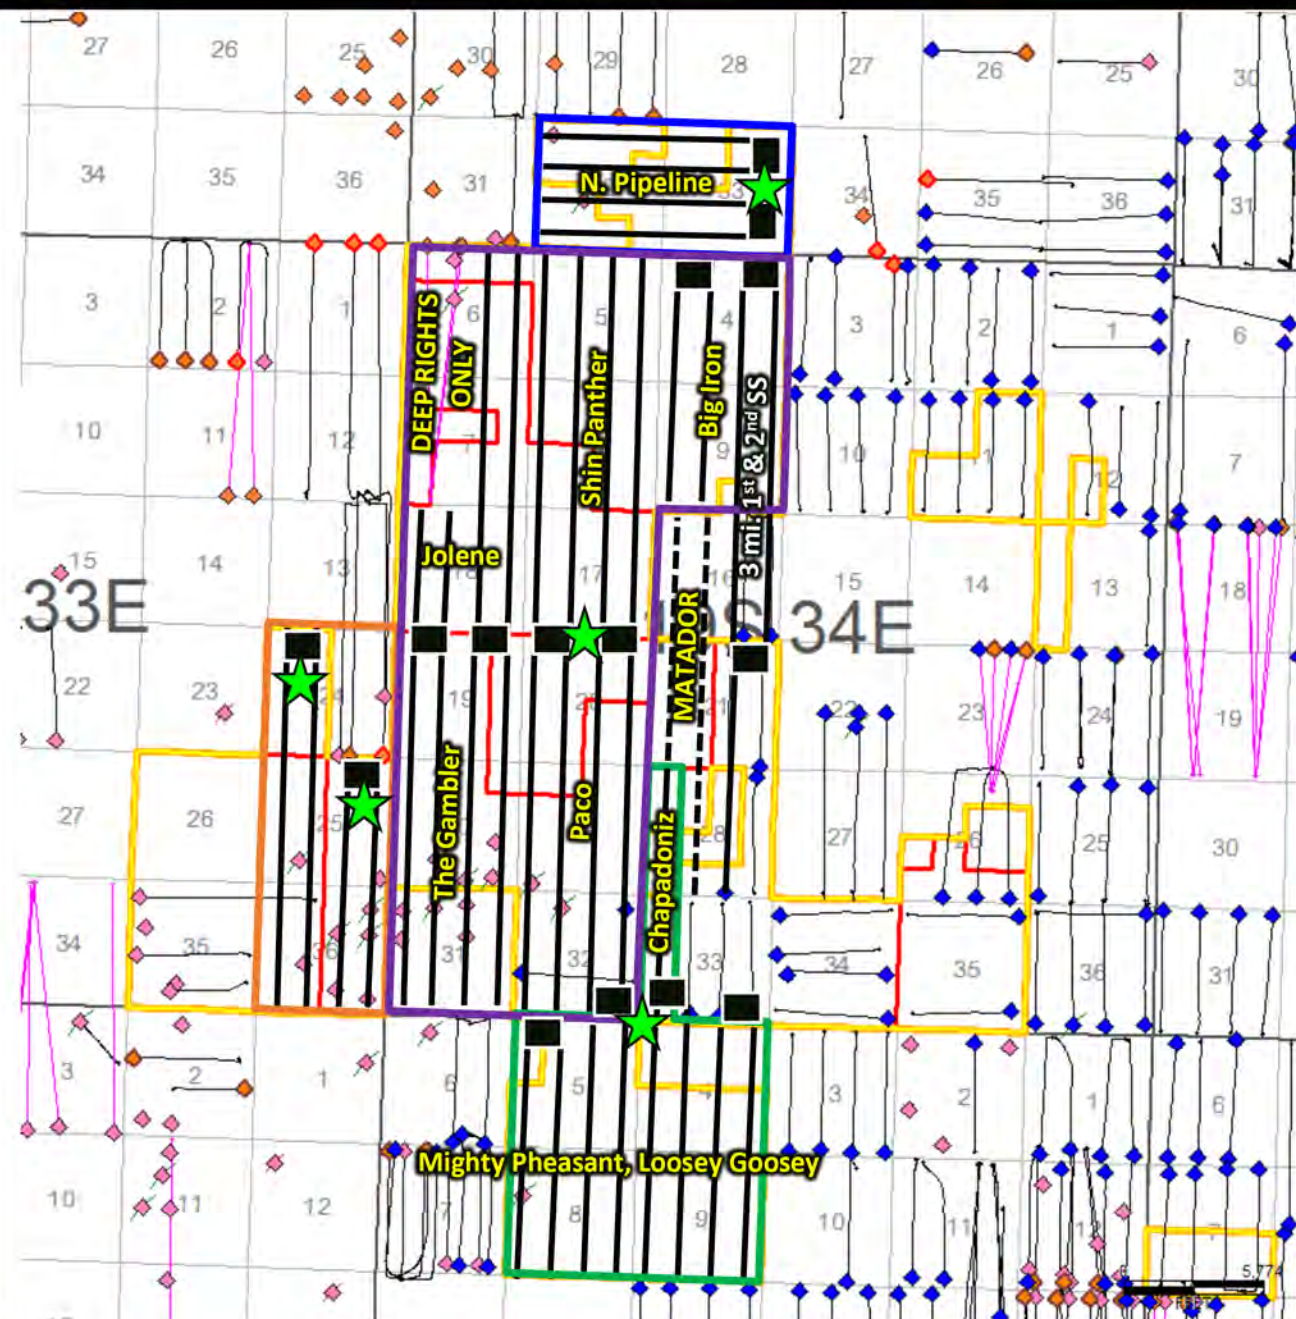 27 26 25 30 29 28 27 26 25 30
34 35 36 31 N. Pipeline 33 34 35 36 31
3 2 1 6 5 4 3 2 1 6
DEEP RIGHTS
ONLY
Shin Panther
Big Iron
3 mi: 1st & 2nd SS
10 11 12 7 9 10 11 12 7
15 14 13 Jolene 18 17 16 15 14 13 18
33E 34E
MATADOR
22 23 24 19 20 21 22 23 24 19
The Gambler
Paco
Chapadoniz
27 26 25 28 27 26 25 30
34 35 36 31 32 33 34 35 36 31
3 2 1 6 5 4 3 2 1 6
Mighty Pheasant, Loosey Goosey
10 11 12 7 8 9 10 11 12 7
FEET